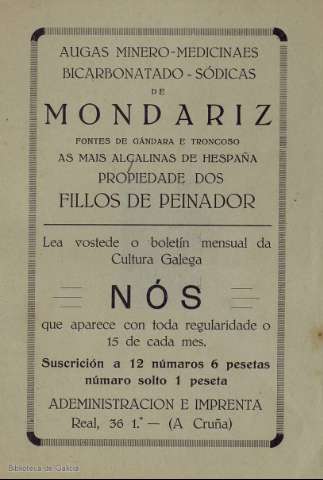 AUGAS MINERO-MEDICINAES
BICARBONATADO-SÓDICAS
DE
MONDARIZ
FONTES DE GÁNDARA E TRONCOSO
AS MAIS ALCALINAS DE HESPAÑA
PROPIEDADE DOS
FILLOS DE PEINADOR
Lea vostede o boletín mensual da
Cultura Galega
NÓS
que aparece con toda regularidade o
15 de cada mes.
Suscrición a 12 númaros 6 pesetas
númaro solto 1 peseta
ADEMINISTRACION E IMPRENTA
Real, 36 1.º — (A Cruña)
Biblioteca de Galicia